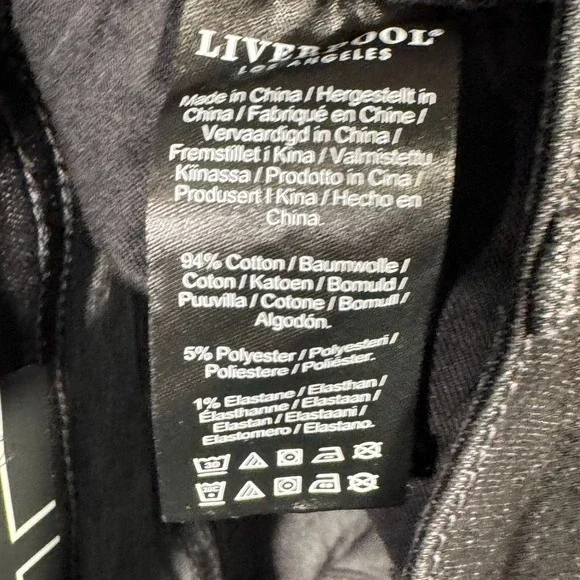 LIVERPOOL®
LOS ANGELES
Made in China / Hergestellt in
China / Fabriqué en Chine /
Vervaardigd in China /
Fremstillet i Kina / Valmistettu
Kiinassa / Prodotto in Cina /
Produsert I Kina / Hecho en
China.
94% Cotton / Baumwolle /
Coton / Katoen / Bomuld /
Puuvilla / Cotone / Bomull /
Algodón.
5% Polyester / Polyesteri /
Poliestere / Poliéster.
1% Elastane / Elasthan /
Élasthanne / Elastaan /
Elastan / Elastaani /
Elastomero / Elastano.
30